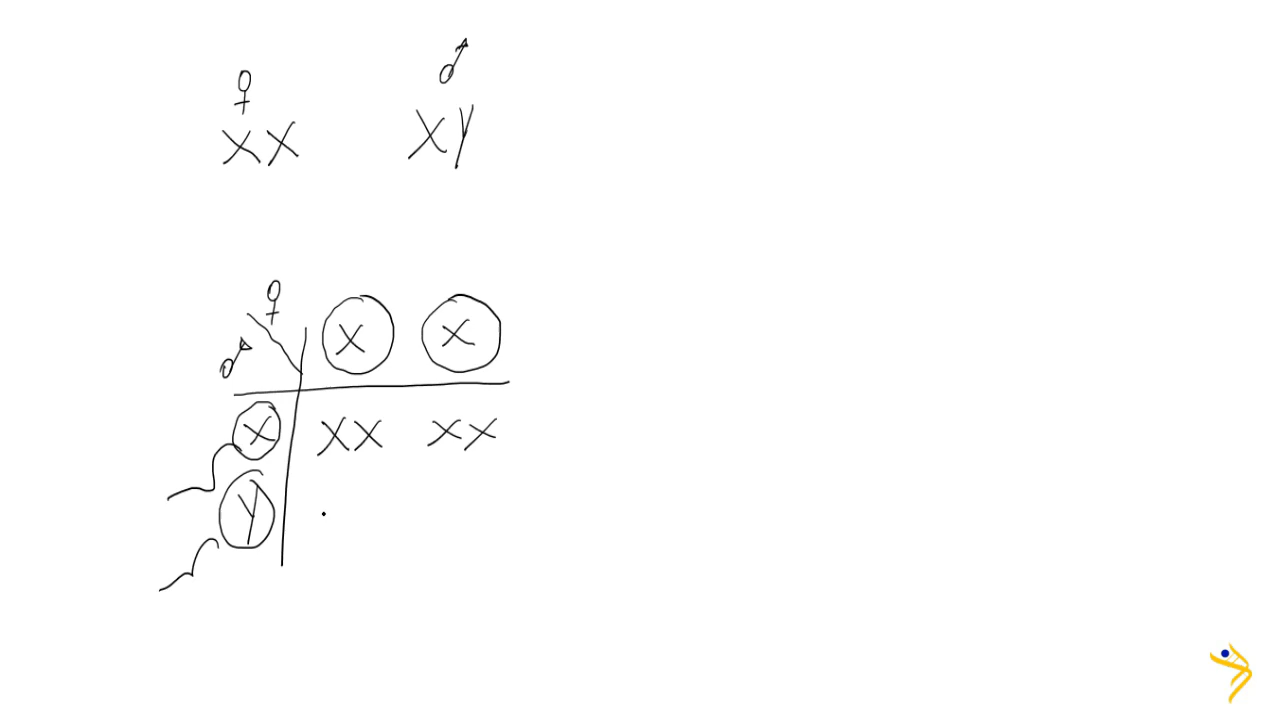 ♀ ♂
XX XY
♀ X X
♂
X XX XX
Y